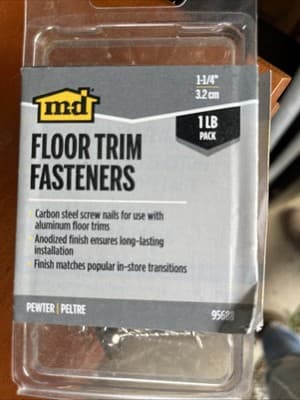 m·d
1-1/4"
3.2 cm
1 LB
PACK
FLOOR TRIM
FASTENERS
Carbon steel screw nails for use with
aluminum floor trims
Anodized finish ensures long-lasting
installation
Finish matches popular in-store transitions
PEWTER | PELTRE